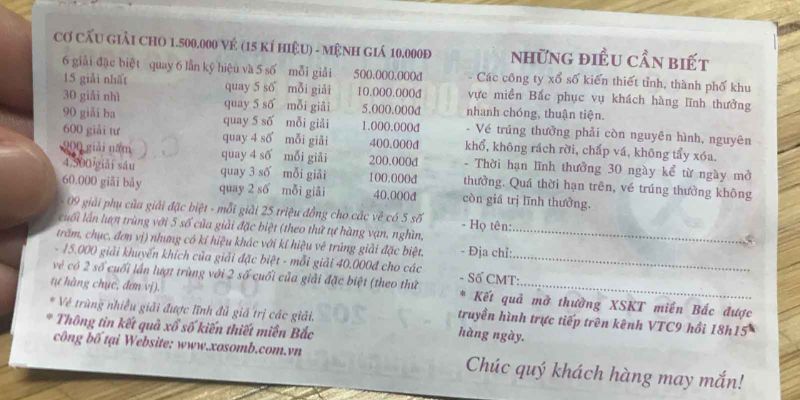 CƠ CẤU GIẢI CHO 1.500.000 VÉ (15 KÍ HIỆU) - MỆNH GIÁ 10.000Đ
6 giải đặc biệt quay 6 lần ký hiệu và 5 số mỗi giải 500.000.000đ
15 giải nhất quay 5 số mỗi giải 10.000.000đ
30 giải nhì quay 5 số mỗi giải 5.000.000đ
90 giải ba quay 5 số mỗi giải 1.000.000đ
600 giải tư quay 4 số mỗi giải 400.000đ
900 giải năm quay 4 số mỗi giải 200.000đ
4.500 giải sáu quay 3 số mỗi giải 100.000đ
60.000 giải bảy quay 2 số mỗi giải 40.000đ
- 09 giải phụ của giải đặc biệt - mỗi giải 25 triệu đồng cho các vé có 5 số
cuối lần lượt trùng với 5 số của giải đặc biệt (theo thứ tự hàng vạn, nghìn,
trăm, chục, đơn vị) nhưng có kí hiệu khác với kí hiệu vé trúng giải đặc biệt.
- 15.000 giải khuyến khích của giải đặc biệt - mỗi giải 40.000đ cho các
vé có 2 số cuối lần lượt trùng với 2 số cuối của giải đặc biệt (theo thứ
tự hàng chục, đơn vị).
* Vé trúng nhiều giải được lĩnh đủ giá trị các giải.
* Thông tin kết quả xổ số kiến thiết miền Bắc
công bố tại Website: www.xosomb.com.vn
NHỮNG ĐIỀU CẦN BIẾT
- Các công ty xổ số kiến thiết tỉnh, thành phố khu
vực miền Bắc phục vụ khách hàng lĩnh thưởng
nhanh chóng, thuận tiện.
- Vé trúng thưởng phải còn nguyên hình, nguyên
khổ, không rách rời, chắp vá, không tẩy xóa.
- Thời hạn lĩnh thưởng 30 ngày kể từ ngày mở
thưởng. Quá thời hạn trên, vé trúng thưởng không
còn giá trị lĩnh thưởng.
- Họ tên:
- Địa chỉ:
- Số CMT:
* Kết quả mở thưởng XSKT miền Bắc được
truyền hình trực tiếp trên kênh VTC9 hồi 18h15'
hàng ngày.
Chúc quý khách hàng may mắn!